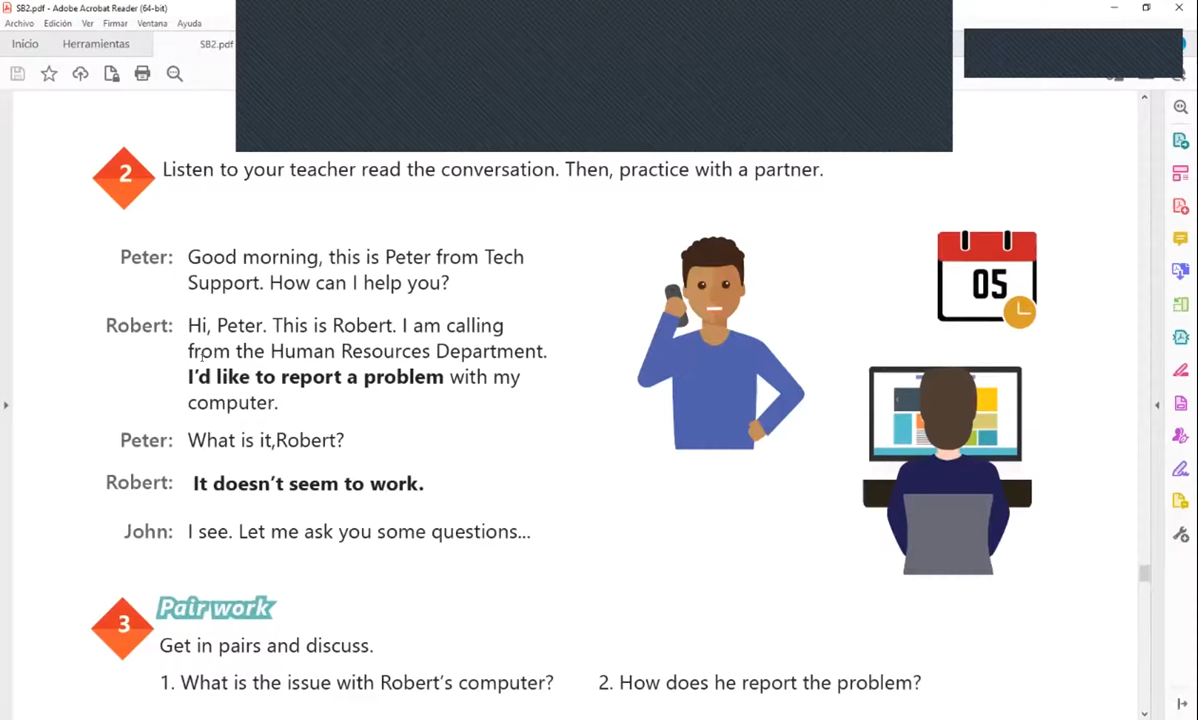 SB2.pdf - Adobe Acrobat Reader (64-bit)
Archivo Edición Ver Firmar Ventana Ayuda
Inicio Herramientas SB2.pdf
2 Listen to your teacher read the conversation. Then, practice with a partner.
Peter: Good morning, this is Peter from Tech
Support. How can I help you?
Robert: Hi, Peter. This is Robert. I am calling
from the Human Resources Department.
I'd like to report a problem with my
computer.
Peter: What is it,Robert?
Robert: It doesn't seem to work.
John: I see. Let me ask you some questions...
05
3 Pair work
Get in pairs and discuss.
1. What is the issue with Robert's computer? 2. How does he report the problem?